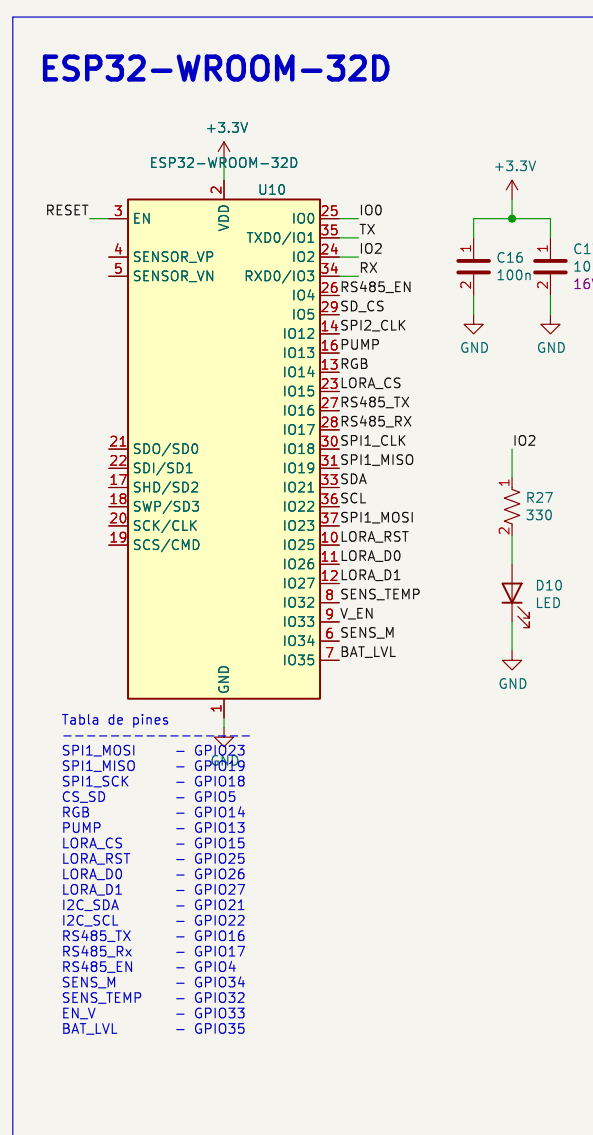 ESP32-WROOM-32D
+3.3V
ESP32-WROOM-32D
U10
2
VDD
RESET 3 EN
4 SENSOR_VP
5 SENSOR_VN
21 SDO/SD0
22 SDI/SD1
17 SHD/SD2
18 SWP/SD3
20 SCK/CLK
19 SCS/CMD
IO0 25 IO0
TXD0/IO1 35 TX
IO2 24 IO2
RXD0/IO3 34 RX
IO4 26 RS485_EN
IO5 29 SD_CS
IO12 14 SPI2_CLK
IO13 16 PUMP
IO14 13 RGB
IO15 23 LORA_CS
IO16 27 RS485_TX
IO17 28 RS485_RX
IO18 30 SPI1_CLK
IO19 31 SPI1_MISO
IO21 33 SDA
IO22 36 SCL
IO23 37 SPI1_MOSI
IO25 10 LORA_RST
IO26 11 LORA_D0
IO27 12 LORA_D1
IO32 8 SENS_TEMP
IO33 9 V_EN
IO34 6 SENS_M
IO35 7 BAT_LVL
GND
1
GND
+3.3V
1 1
C16 C1
100n 10
16
2 2
GND GND
IO2
1
R27
330
2
D10
LED
GND
Tabla de pines
--------------------
SPI1_MOSI - GPIO23
SPI1_MISO - GPIO19
SPI1_SCK - GPIO18
CS_SD - GPIO5
RGB - GPIO14
PUMP - GPIO13
LORA_CS - GPIO15
LORA_RST - GPIO25
LORA_D0 - GPIO26
LORA_D1 - GPIO27
I2C_SDA - GPIO21
I2C_SCL - GPIO22
RS485_TX - GPIO16
RS485_Rx - GPIO17
RS485_EN - GPIO4
SENS_M - GPIO34
SENS_TEMP - GPIO32
EN_V - GPIO33
BAT_LVL - GPIO35